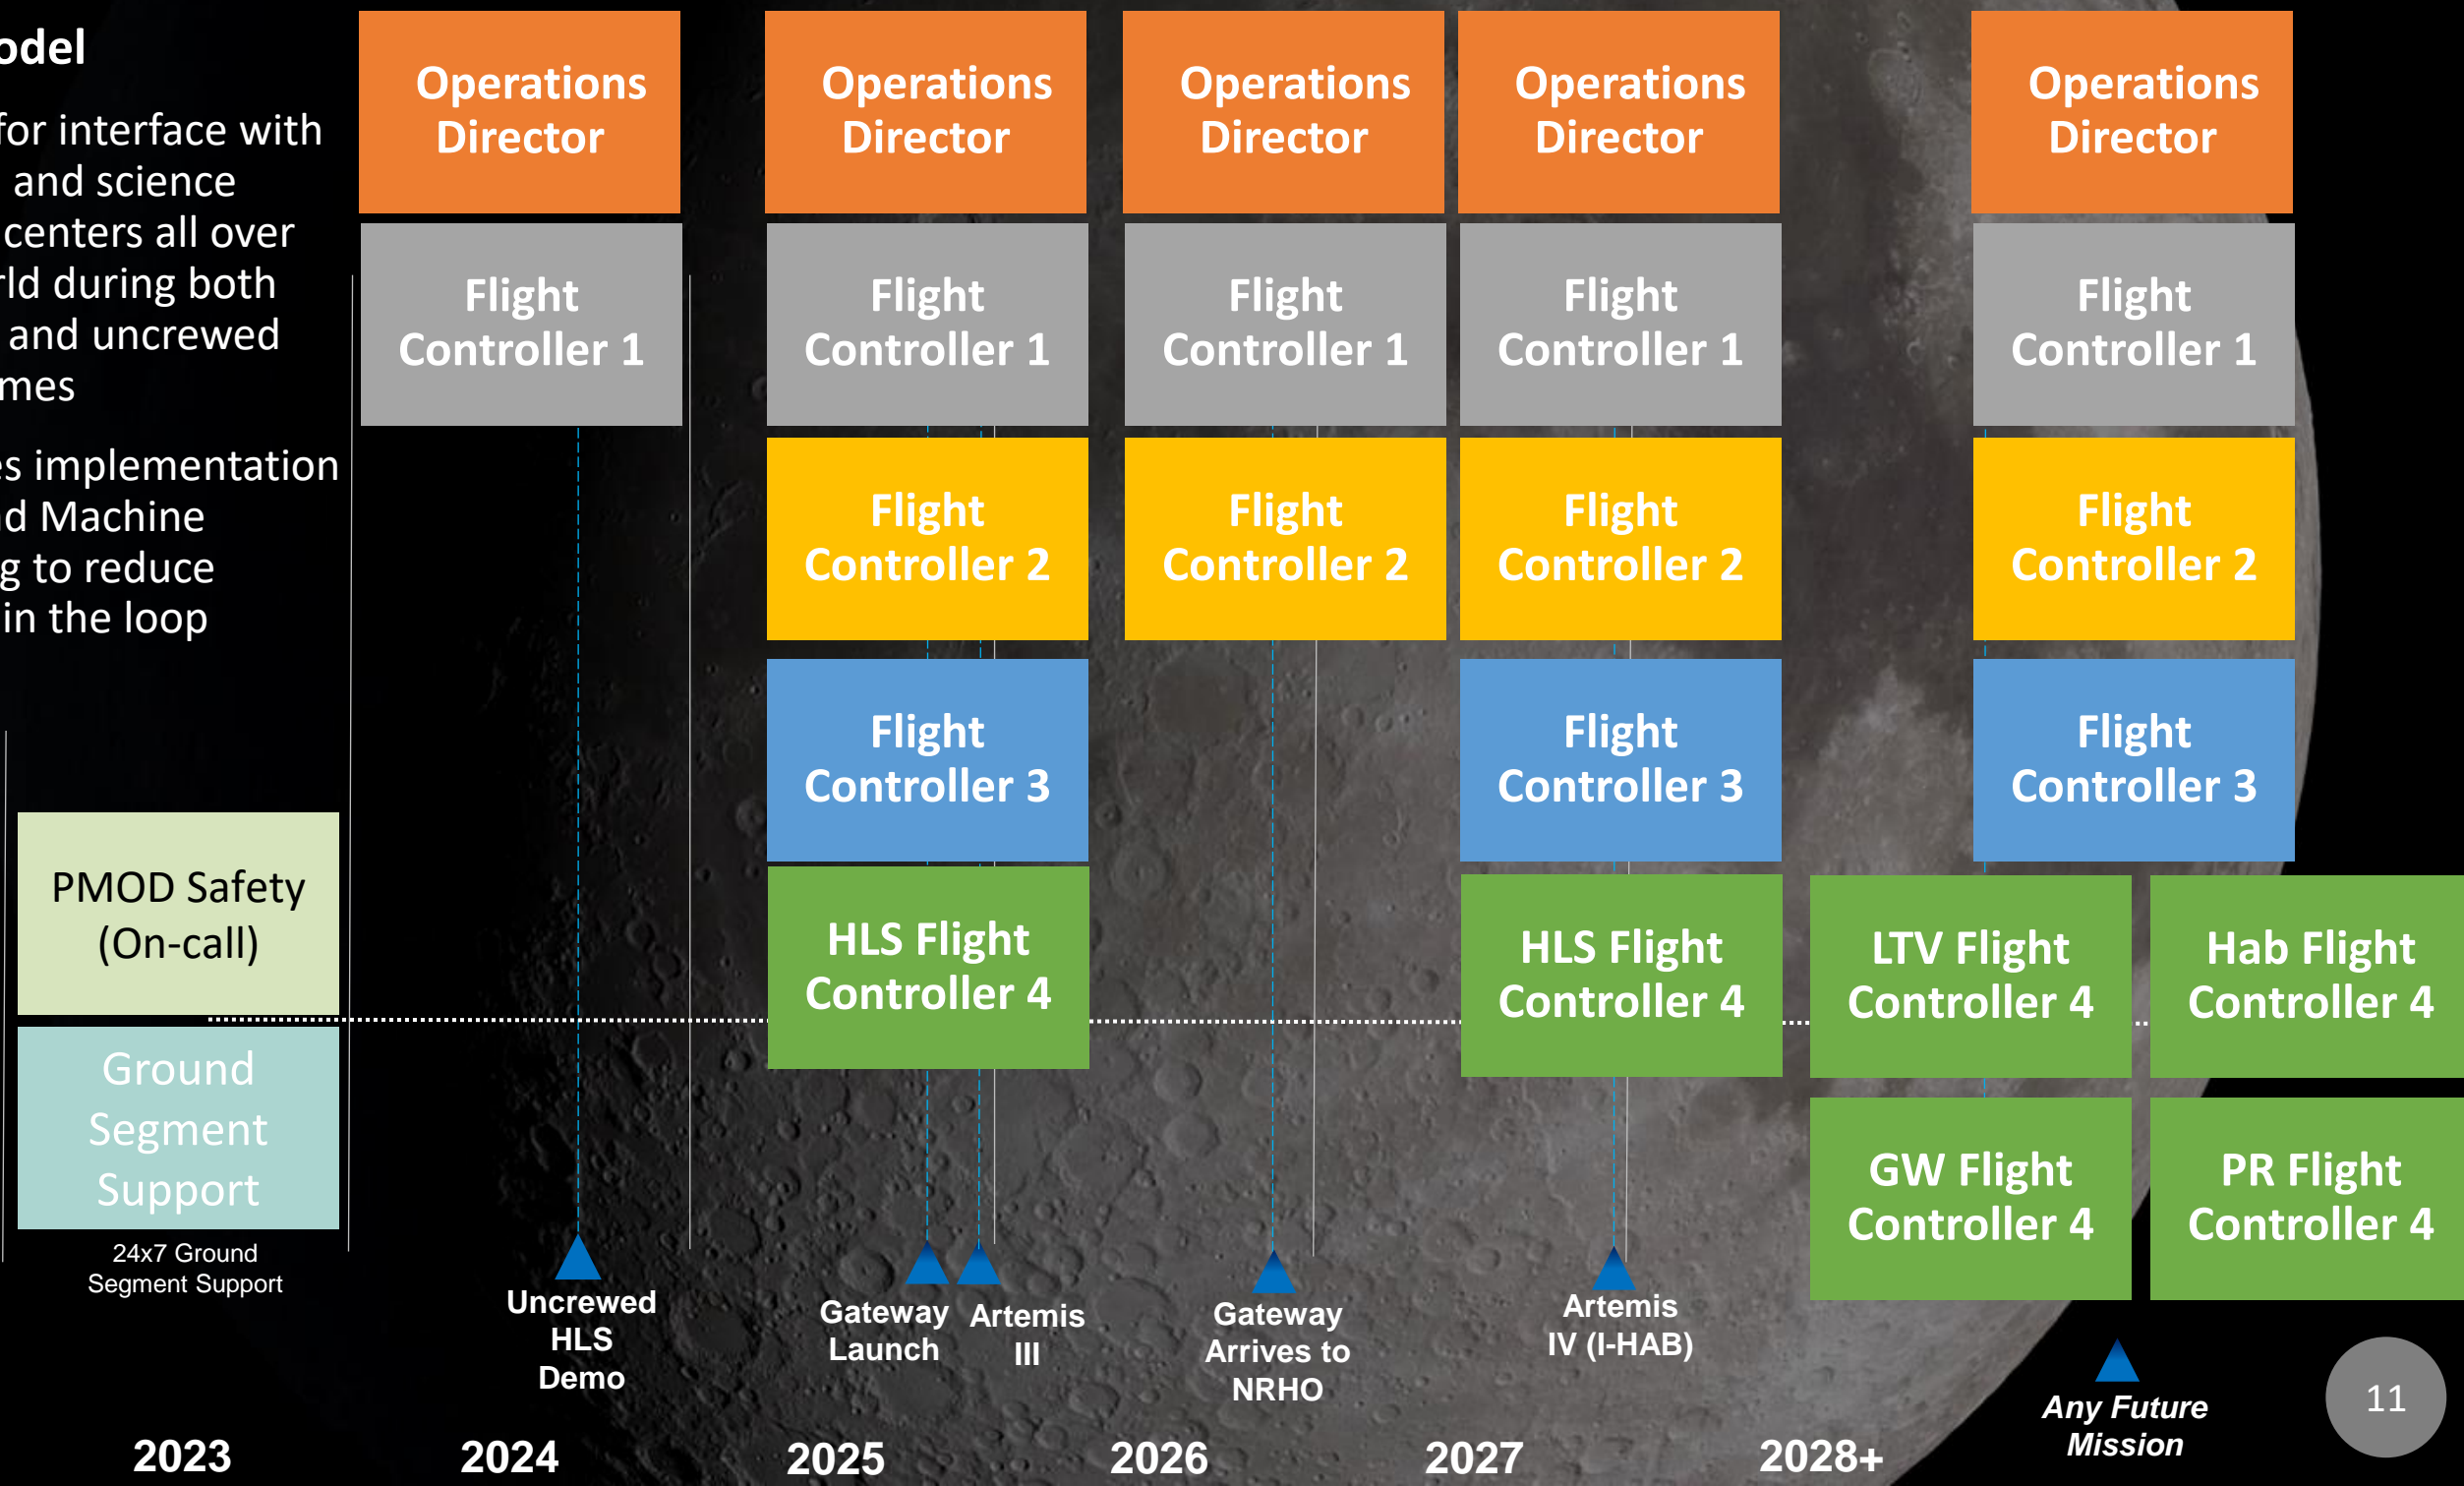 odel
for interface with
and science
centers all over
rld during both
and uncrewed
mes
es implementation
nd Machine
g to reduce
in the loop
PMOD Safety
(On-call)
Ground
Segment
Support
24x7 Ground
Segment Support
2023
Operations
Director
Flight
Controller 1
Uncrewed
HLS
Demo
2024
Operations
Director
Flight
Controller 1
Flight
Controller 2
Flight
Controller 3
HLS Flight
Controller 4
Gateway
Launch
Artemis
III
2025
Operations
Director
Flight
Controller 1
Flight
Controller 2
Gateway
Arrives to
NRHO
2026
Operations
Director
Flight
Controller 1
Flight
Controller 2
Flight
Controller 3
HLS Flight
Controller 4
Artemis
IV (I-HAB)
2027
Operations
Director
Flight
Controller 1
Flight
Controller 2
Flight
Controller 3
LTV Flight
Controller 4
Hab Flight
Controller 4
GW Flight
Controller 4
PR Flight
Controller 4
2028+
Any Future
Mission
11